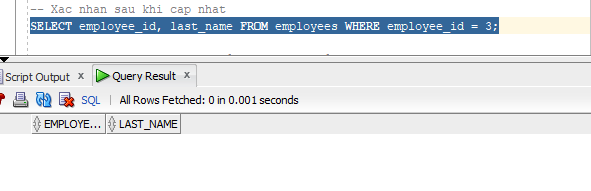 -- Xac nhan sau khi cap nhat
SELECT employee_id, last_name FROM employees WHERE employee_id = 3;
Script Output x Query Result x
SQL | All Rows Fetched: 0 in 0.001 seconds
EMPLOYE... LAST_NAME